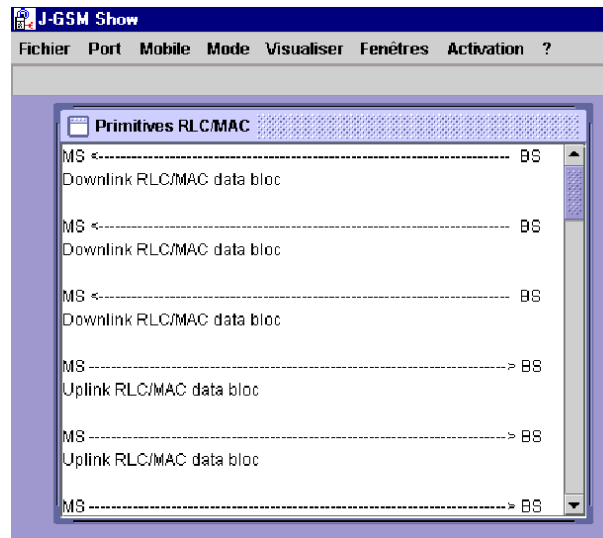 J-GSM Show
Fichier Port Mobile Mode Visualiser Fenêtres Activation ?
Primitives RLC/MAC
MS <------------------------------------------------------------------------- BS
Downlink RLC/MAC data bloc
MS <------------------------------------------------------------------------- BS
Downlink RLC/MAC data bloc
MS <------------------------------------------------------------------------- BS
Downlink RLC/MAC data bloc
MS -------------------------------------------------------------------------> BS
Uplink RLC/MAC data bloc
MS -------------------------------------------------------------------------> BS
Uplink RLC/MAC data bloc
MS -------------------------------------------------------------------------> BS